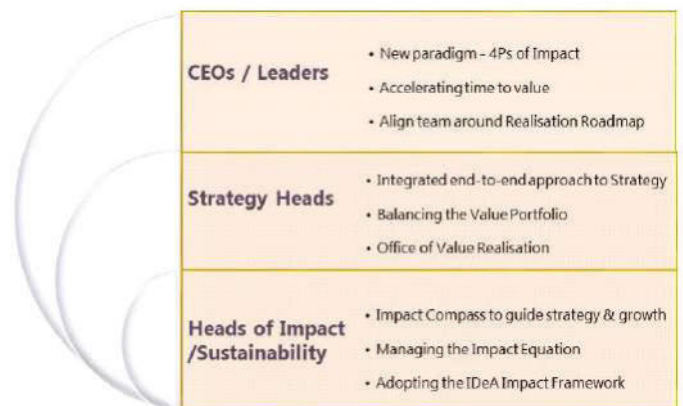 CEOs / Leaders
• New paradigm - 4Ps of Impact
• Accelerating time to value
• Align team around Realisation Roadmap
Strategy Heads
• Integrated end-to-end approach to Strategy
• Balancing the Value Portfolio
• Office of Value Realisation
Heads of Impact
/Sustainability
• Impact Compass to guide strategy & growth
• Managing the Impact Equation
• Adopting the IDeA Impact Framework